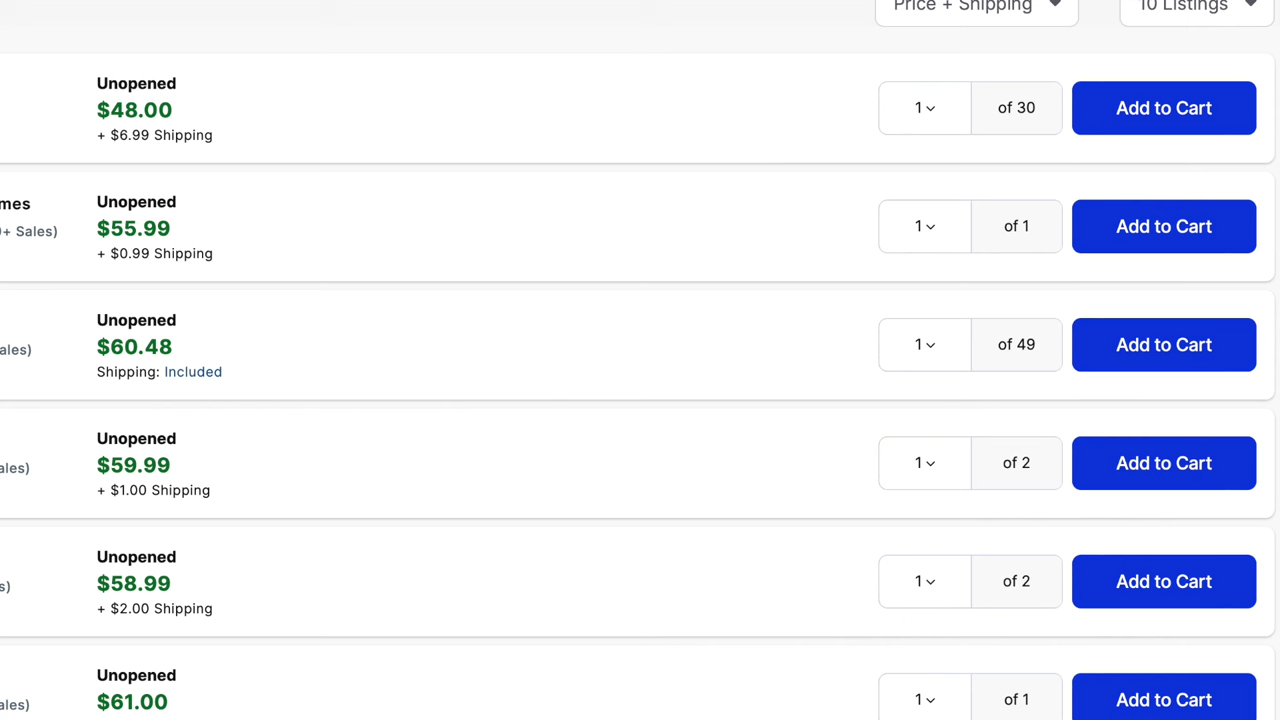 Price + Shipping
10 Listings
Unopened
$48.00
+ $6.99 Shipping
1
of 30
Add to Cart
mes
+ Sales)
Unopened
$55.99
+ $0.99 Shipping
1
of 1
Add to Cart
ales)
Unopened
$60.48
Shipping: Included
1
of 49
Add to Cart
ales)
Unopened
$59.99
+ $1.00 Shipping
1
of 2
Add to Cart
s)
Unopened
$58.99
+ $2.00 Shipping
1
of 2
Add to Cart
ales)
Unopened
$61.00
1
of 1
Add to Cart